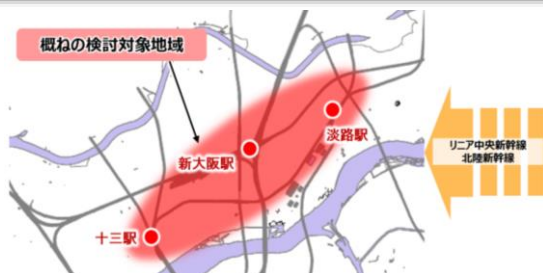 概ねの検討対象地域
淡路駅
新大阪駅
十三駅
リニア中央新幹線
北陸新幹線